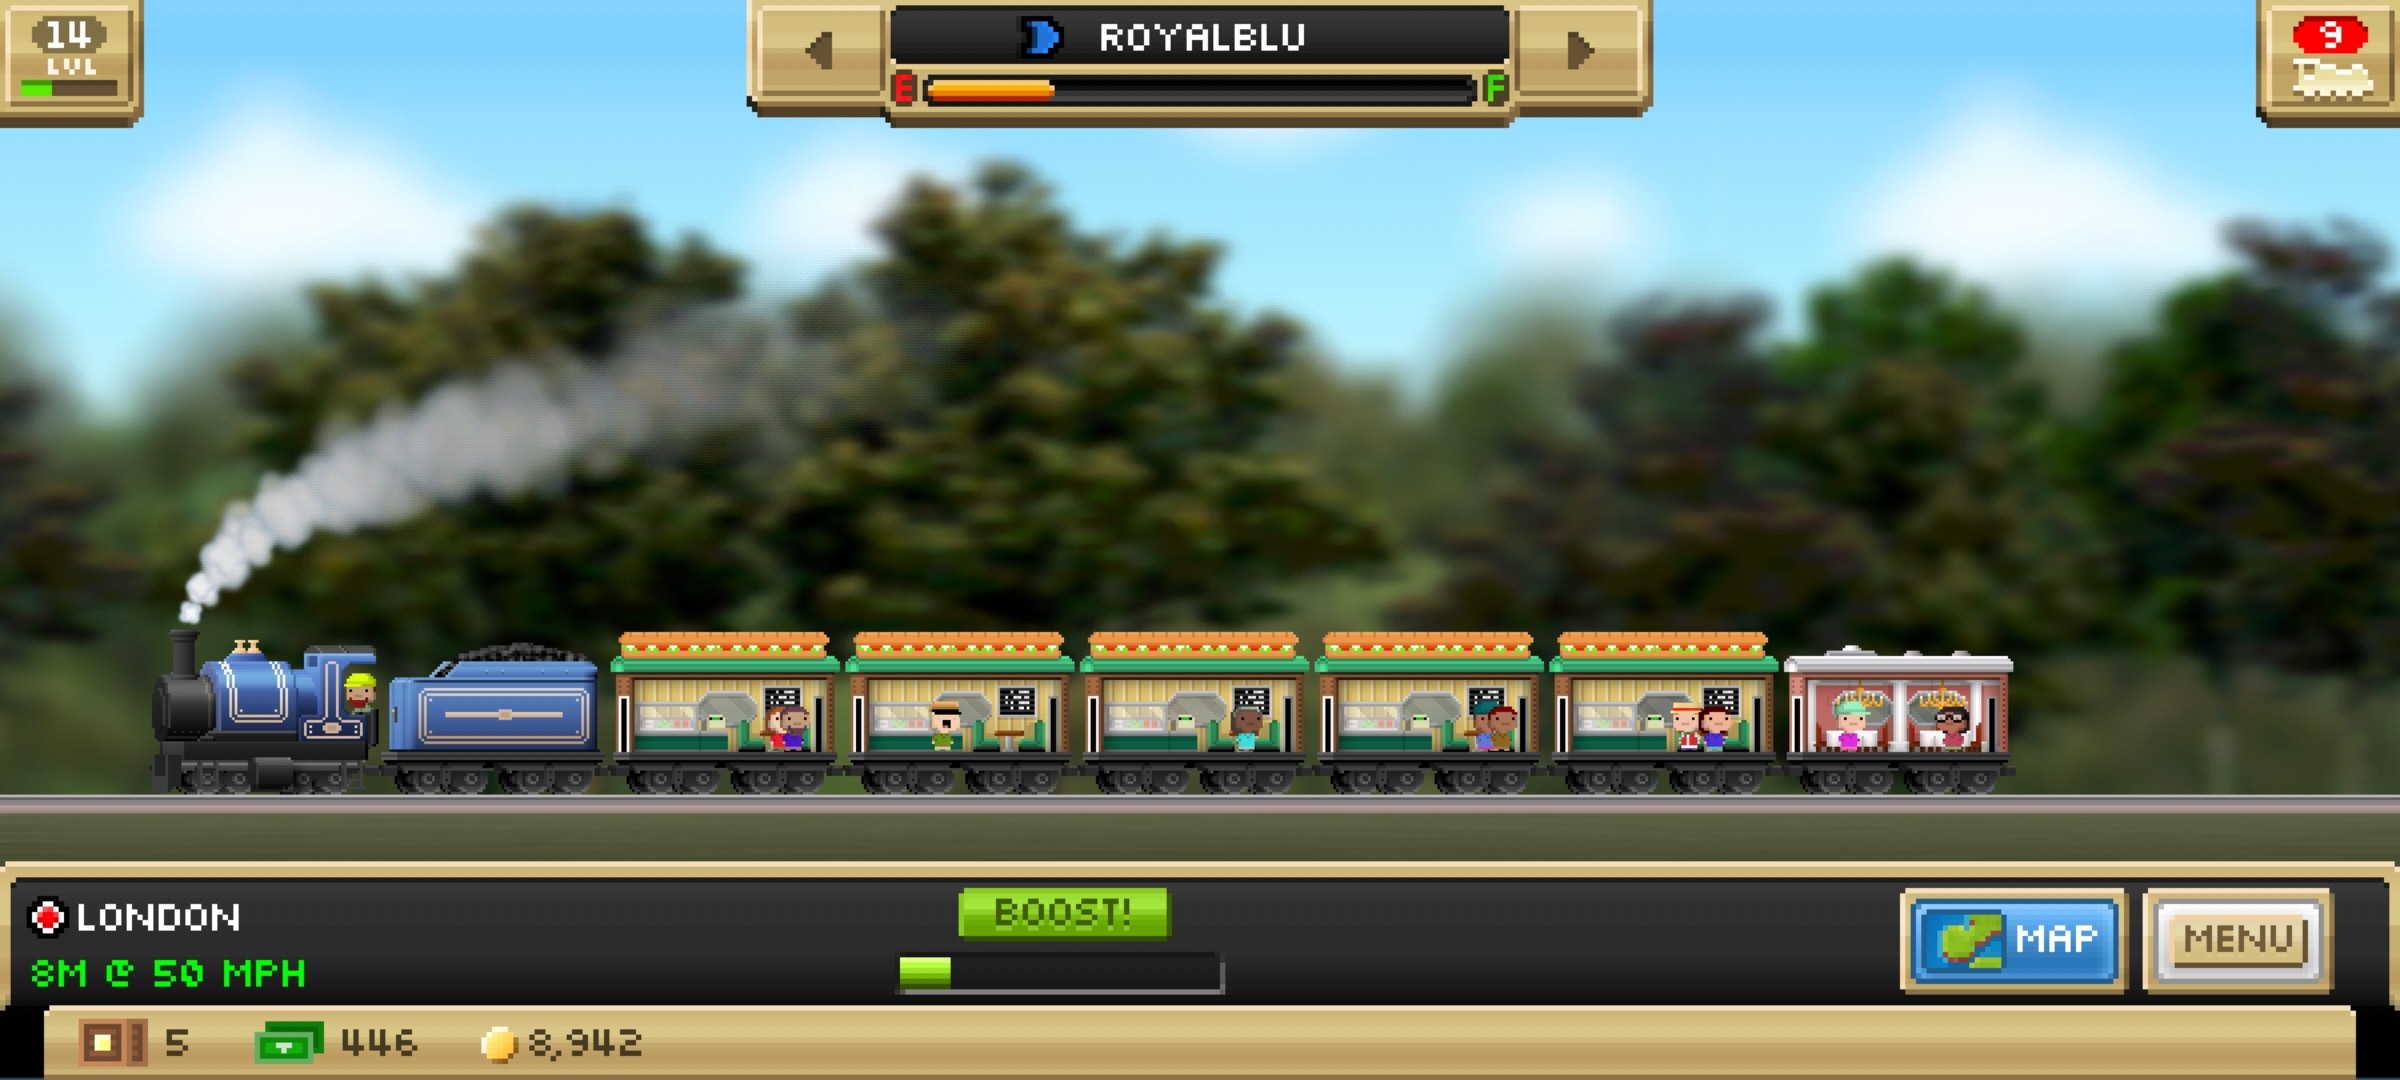 14
LVL
ROYALBLU
E F
9
LONDON
8M @ 50 MPH
BOOST!
MAP
MENU
5
446
8,942